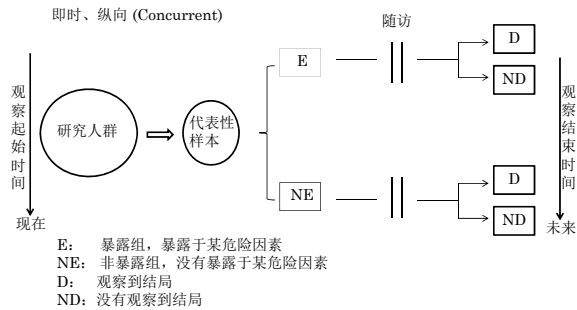 即时、纵向 (Concurrent)
随访
观察起始时间
现在
研究人群
代表性
样本
E
D
ND
NE
D
ND
观察结束时间
未来
E： 暴露组，暴露于某危险因素
NE： 非暴露组，没有暴露于某危险因素
D： 观察到结局
ND：没有观察到结局